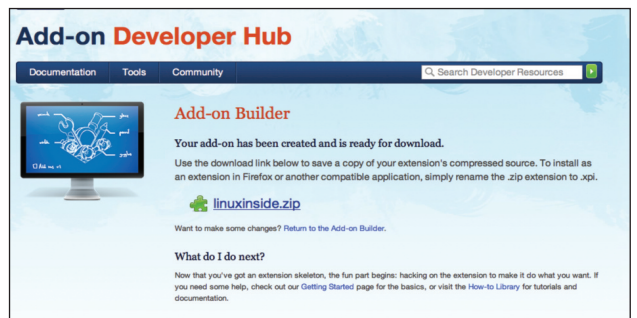 Add-on Developer Hub
Documentation Tools Community
Search Developer Resources
Add-on Builder
Your add-on has been created and is ready for download.
Use the download link below to save a copy of your extension's compressed source. To install as
an extension in Firefox or another compatible application, simply rename the .zip extension to .xpi.
linuxinside.zip
Want to make some changes? Return to the Add-on Builder.
What do I do next?
Now that you've got an extension skeleton, the fun part begins: hacking on the extension to make it do what you want. If
you need some help, check out our Getting Started page for the basics, or visit the How-to Library for tutorials and
documentation.